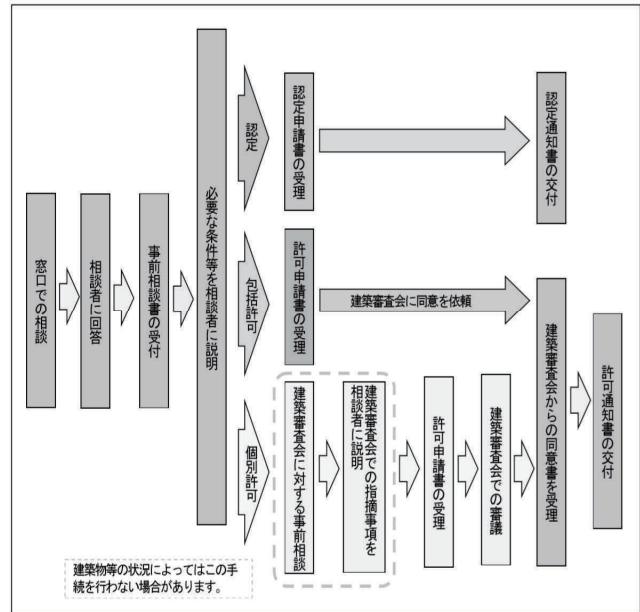 窓口での相談
相談者に回答
事前相談書の受付
必要な条件等を相談者に説明
認定
認定申請書の受理
認定通知書の交付
包括許可
許可申請書の受理
建築審査会に同意を依頼
建築審査会からの同意書を受理
許可通知書の交付
個別許可
建築審査会に対する事前相談
建築審査会での指摘事項を
相談者に説明
許可申請書の受理
建築審査会での審議
建築物等の状況によってはこの手
続を行わない場合があります。